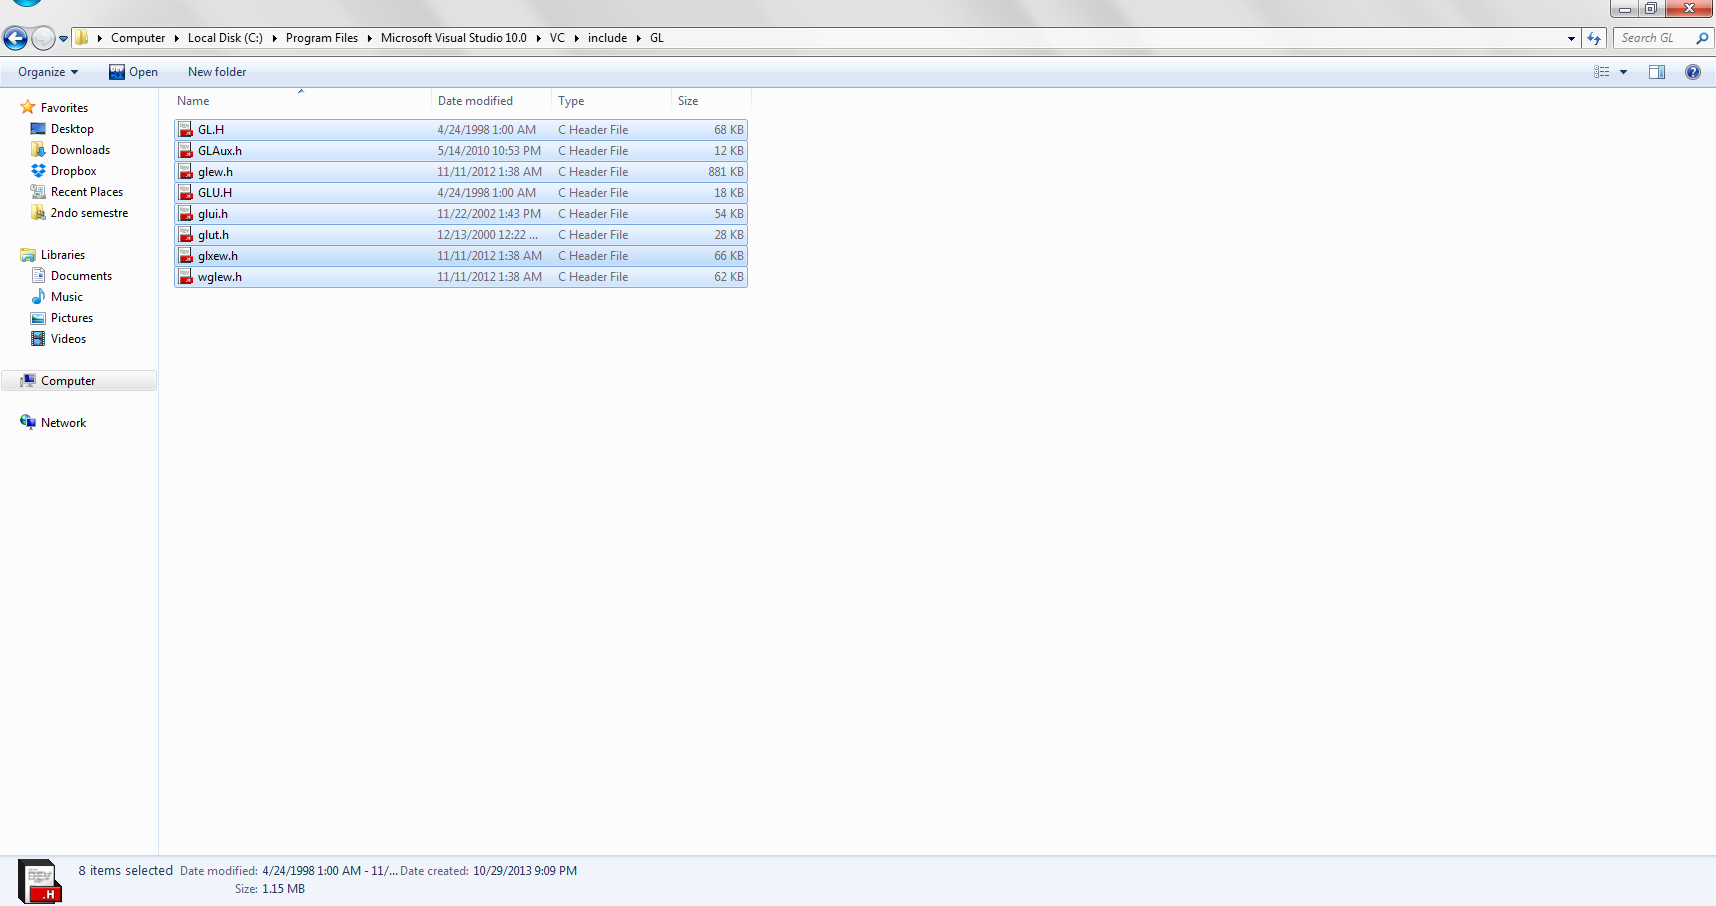 Computer Local Disk (C:) Program Files Microsoft Visual Studio 10.0 VC include GL Search GL
Organize Open New folder
Name Date modified Type Size
Favorites
Desktop
Downloads
Dropbox
Recent Places
2ndo semestre
Libraries
Documents
Music
Pictures
Videos
Computer
Network
GL.H 4/24/1998 1:00 AM C Header File 68 KB
GLAux.h 5/14/2010 10:53 PM C Header File 12 KB
glew.h 11/11/2012 1:38 AM C Header File 881 KB
GLU.H 4/24/1998 1:00 AM C Header File 18 KB
glui.h 11/22/2002 1:43 PM C Header File 54 KB
glut.h 12/13/2000 12:22 ... C Header File 28 KB
glxew.h 11/11/2012 1:38 AM C Header File 66 KB
wglew.h 11/11/2012 1:38 AM C Header File 62 KB
.H
8 items selected Date modified: 4/24/1998 1:00 AM - 11/... Date created: 10/29/2013 9:09 PM
Size: 1.15 MB